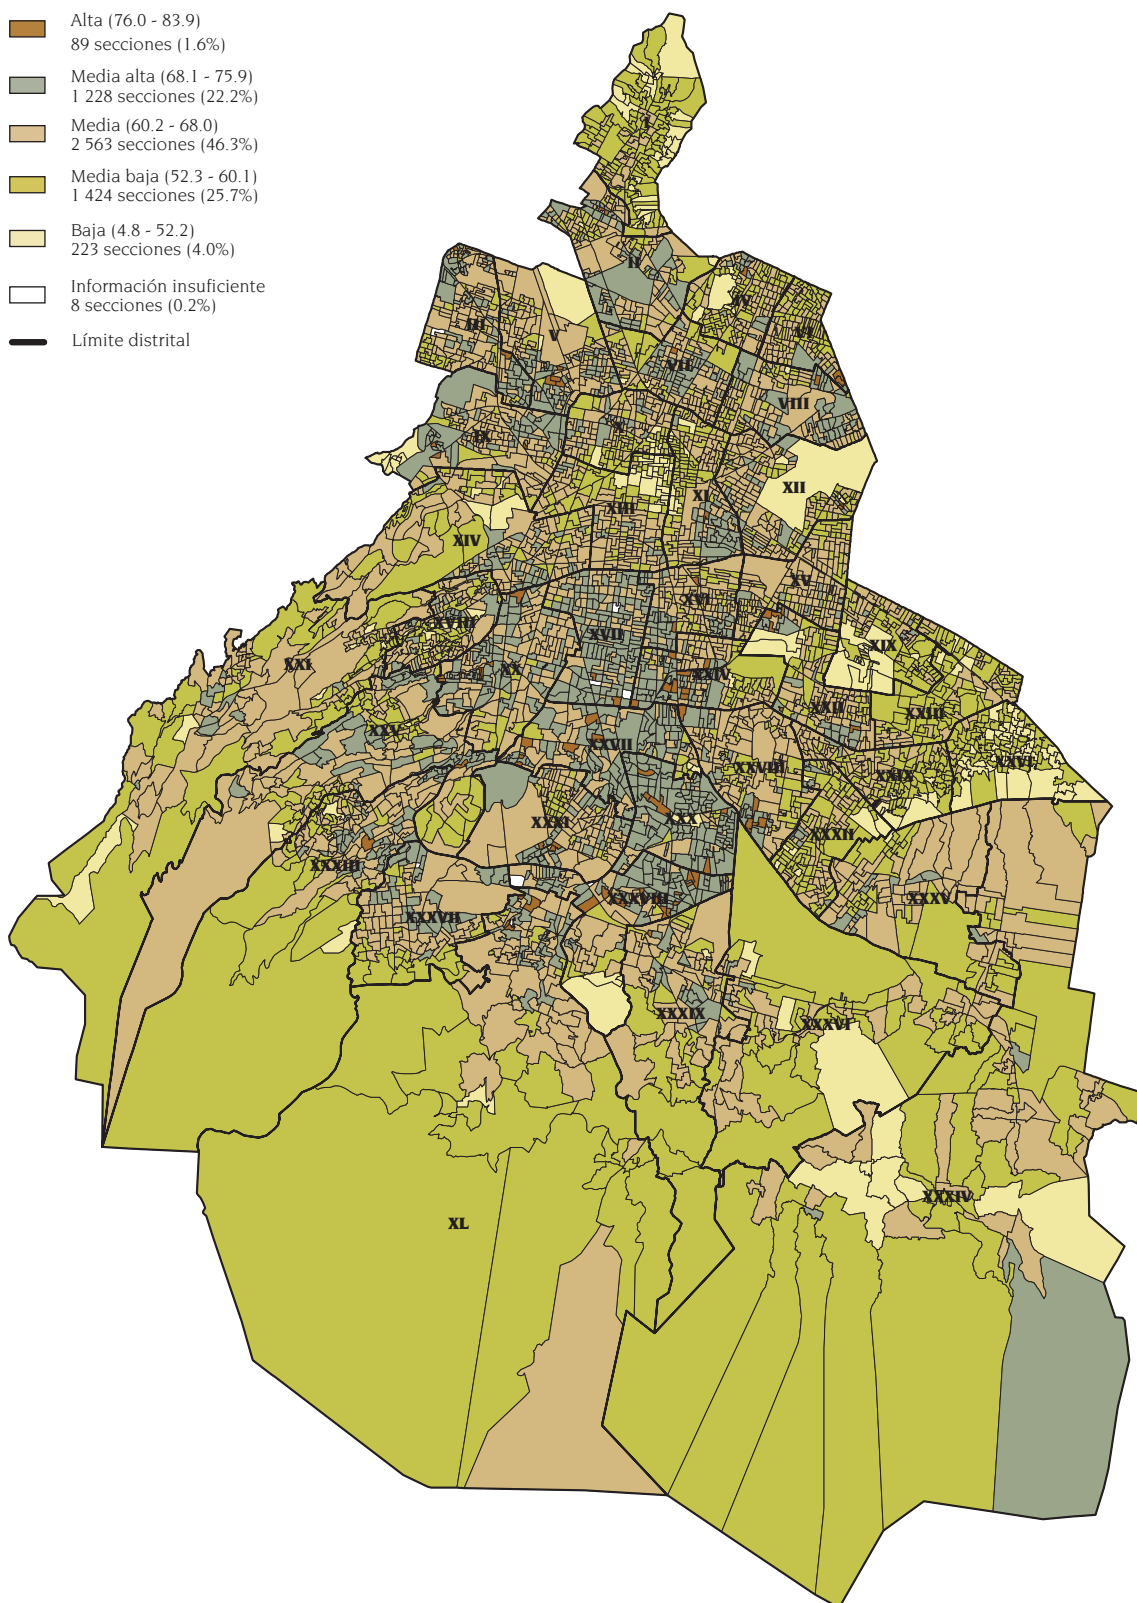 Alta (76.0 - 83.9)
89 secciones (1.6%)
Media alta (68.1 - 75.9)
1 228 secciones (22.2%)
Media (60.2 - 68.0)
2 563 secciones (46.3%)
Media baja (52.3 - 60.1)
1 424 secciones (25.7%)
Baja (4.8 - 52.2)
223 secciones (4.0%)
Información insuficiente
8 secciones (0.2%)
Límite distrital
I
II
IV
III
V
VI
VII
VIII
IX
X
XII
XI
XIII
XIV
XV
XVI
XVIII
XVII
XIX
XXI
XX
XXIV
XXII
XXIII
XXV
XXVII
XXVIII
XXVI
XXIX
XXXI
XXX
XXXII
XXXIII
XXXVIII
XXXV
XXXVII
XXXIX
XXXVI
XXXIV
XL